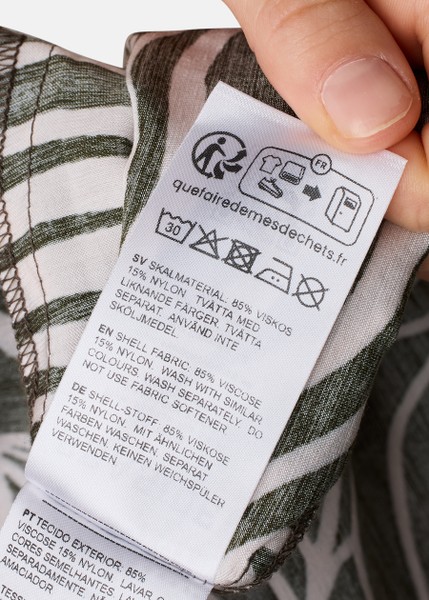 FR
quefairedemesdechets.fr
30
SV SKALMATERIAL: 85% VISKOS
15% NYLON. TVÄTTA MED
LIKNANDE FÄRGER. TVÄTTA
SEPARAT. ANVÄND INTE
SKÖLJMEDEL.
EN SHELL FABRIC: 85% VISCOSE
15% NYLON. WASH WITH SIMILAR
COLOURS. WASH SEPARATELY. DO
NOT USE FABRIC SOFTENER.
DE SHELL-STOFF: 85% VISKOSE
15% NYLON. MIT ÄHNLICHEN
FARBEN WASCHEN. SEPARAT
WASCHEN. KEINEN WEICHSPÜLER
VERWENDEN
PT TECIDO EXTERIOR: 85%
VISCOSE 15% NYLON. LAVAR
CORES SEMELHANTES. LAVAR
SEPARADAMENTE. 
AMACIADOR